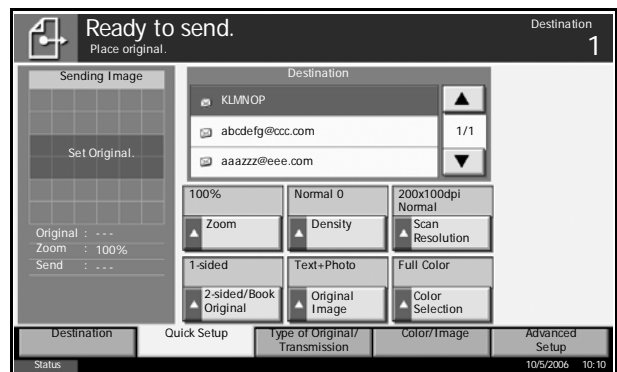 Ready to send.
Place original.
Destination
1
Sending Image
Set Original.
Original : ---
Zoom : 100%
Send : ---
Destination
KLMNOP
abcdefg@ccc.com
1/1
aaazzz@eee.com
100%
Zoom
Normal 0
Density
200x100dpi
Normal
Scan
Resolution
1-sided
2-sided/Book
Original
Text+Photo
Original
Image
Full Color
Color
Selection
Destination
Quick Setup
Type of Original/
Transmission
Color/Image
Advanced
Setup
Status
10/5/2006 10:10